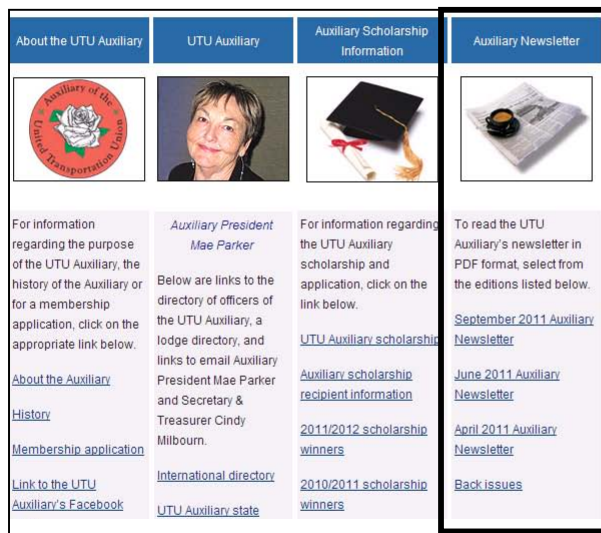 About the UTU Auxiliary
Auxiliary of the
United Transportation Union
For information
regarding the purpose
of the UTU Auxiliary, the
history of the Auxiliary or
for a membership
application, click on the
appropriate link below.
About the Auxiliary
History
Membership application
Link to the UTU
Auxiliary's Facebook
UTU Auxiliary
Auxiliary President
Mae Parker
Below are links to the
directory of officers of
the UTU Auxiliary, a
lodge directory, and
links to email Auxiliary
President Mae Parker
and Secretary &
Treasurer Cindy
Milbourn.
International directory
UTU Auxiliary state
Auxiliary Scholarship
Information
For information regarding
the UTU Auxiliary
scholarship and
application, click on the
link below.
UTU Auxiliary scholarship
Auxiliary scholarship
recipient information
2011/2012 scholarship
winners
2010/2011 scholarship
winners
Auxiliary Newsletter
To read the UTU
Auxiliary's newsletter in
PDF format, select from
the editions listed below.
September 2011 Auxiliary
Newsletter
June 2011 Auxiliary
Newsletter
April 2011 Auxiliary
Newsletter
Back issues